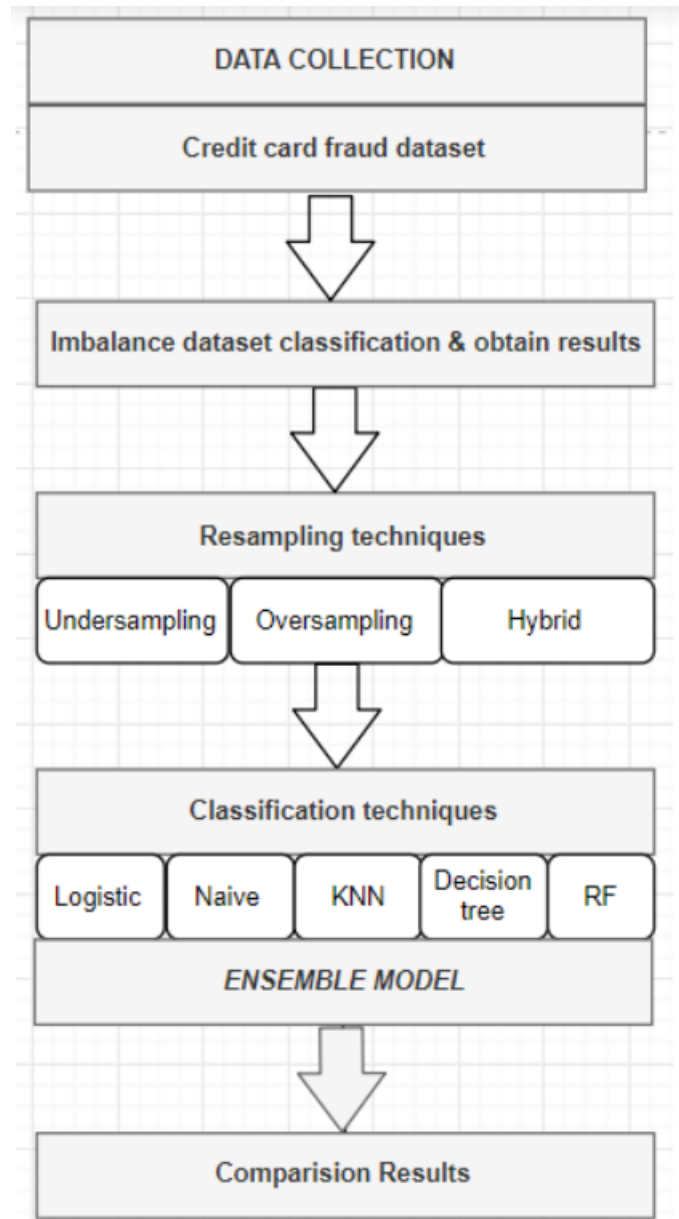 DATA COLLECTION
Credit card fraud dataset
Imbalance dataset classification & obtain results
Resampling techniques
Undersampling Oversampling Hybrid
Classification techniques
Logistic Naive KNN Decision tree RF
ENSEMBLE MODEL
Comparision Results